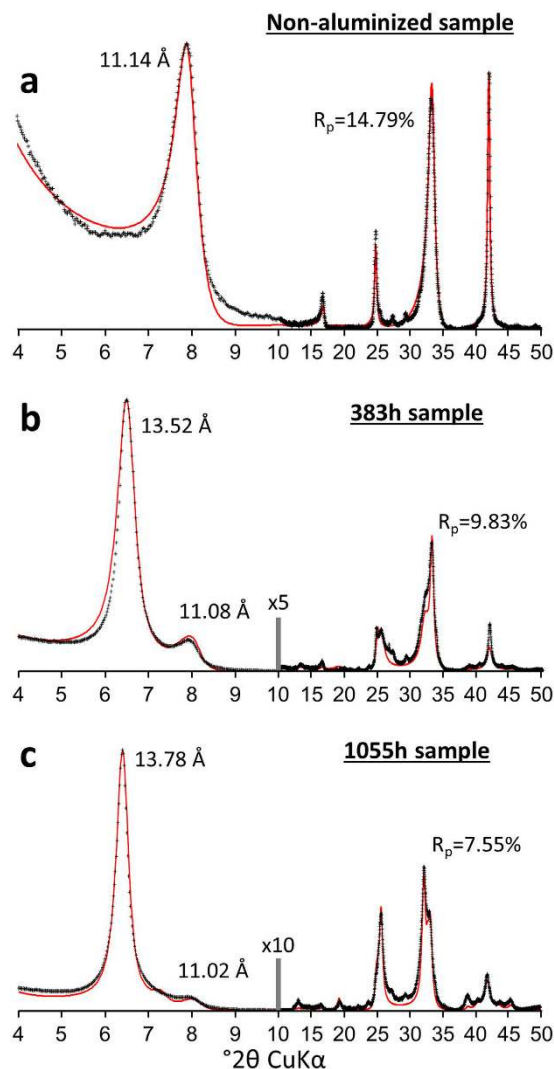 Non-aluminized sample
a
11.14 Å
Rp=14.79%
4 5 6 7 8 9 10 15 20 25 30 35 40 45 50
b
383h sample
13.52 Å
Rp=9.83%
11.08 Å
x5
4 5 6 7 8 9 10 15 20 25 30 35 40 45 50
c
1055h sample
13.78 Å
Rp=7.55%
11.02 Å
x10
4 5 6 7 8 9 10 15 20 25 30 35 40 45 50
°2θ CuKα